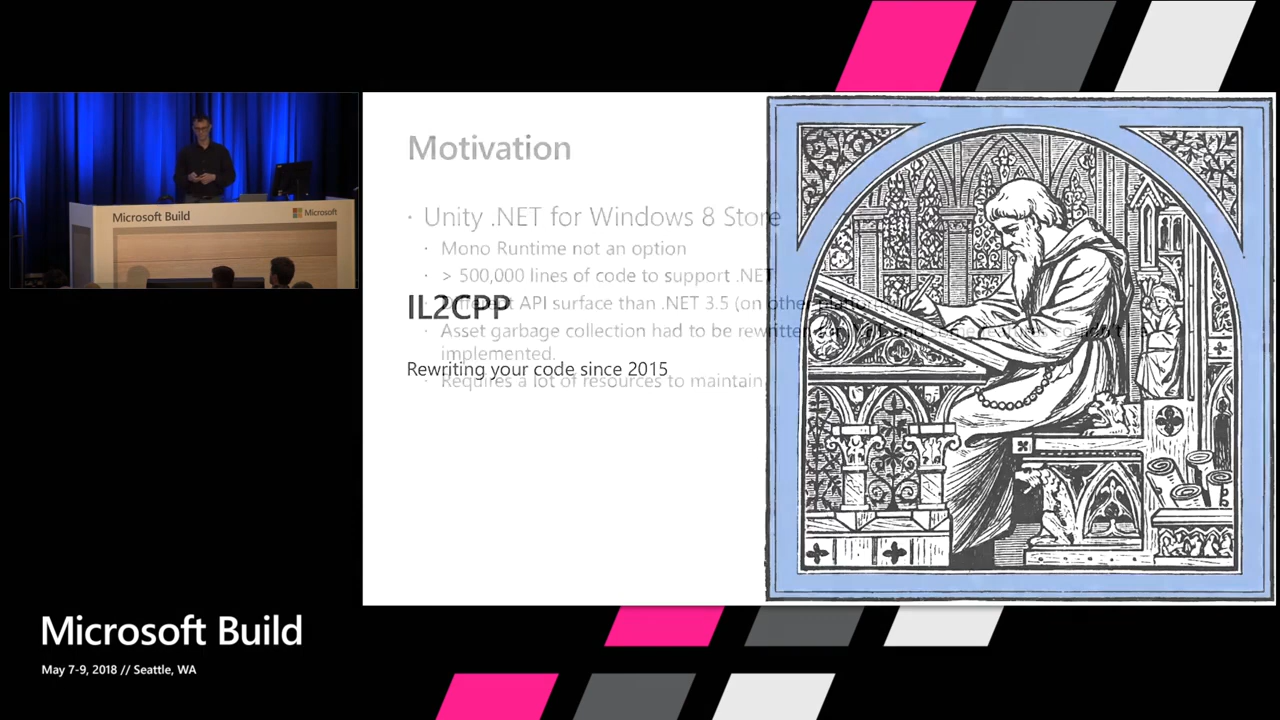 Microsoft Build
Microsoft
Motivation
· Unity .NET for Windows 8 Store
· Mono Runtime not an option
· > 500,000 lines of code to support .NET
IL2CPP
· Different API surface than .NET 3.5 (on other platforms)
· Asset garbage collection had to be rewritten
implemented.
Rewriting your code since 2015
· Requires a lot of resources to maintain.
Microsoft Build
May 7-9, 2018 // Seattle, WA